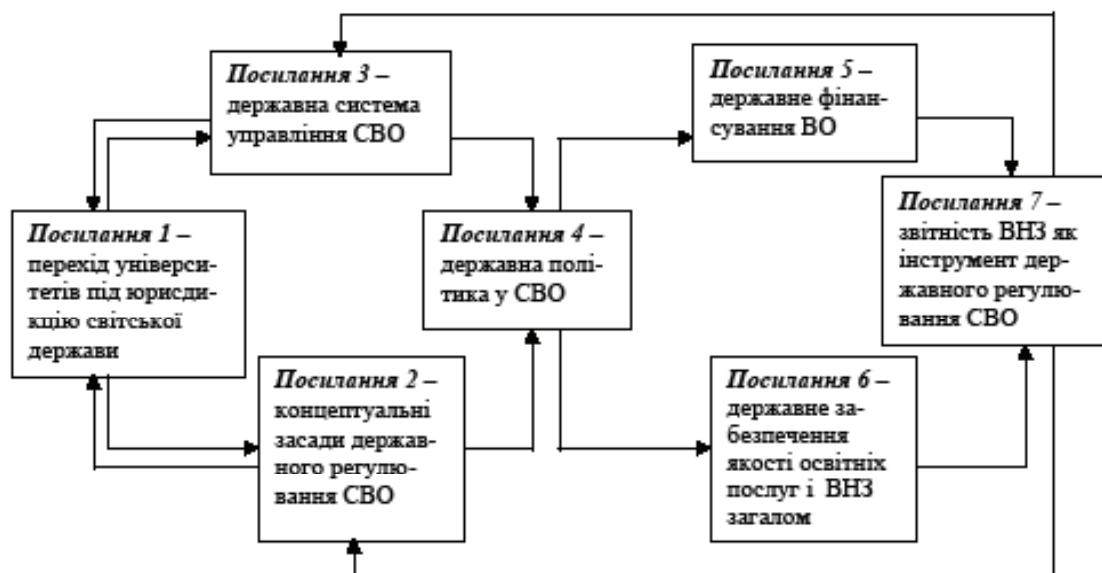 Посилання 3 –
державна система
управління СВО
Посилання 5 –
державне фінан-
сування ВО
Посилання 1 –
перехід універси-
тетів під юрисди-
кцію світської
держави
Посилання 4 –
державна полі-
тика у СВО
Посилання 7 –
звітність ВНЗ як
інструмент дер-
жавного регулю-
вання СВО
Посилання 2 –
концептуальні
засади держав-
ного регулю-
вання СВО
Посилання 6 –
державне за-
безпечення
якості освітніх
послуг і ВНЗ
загалом